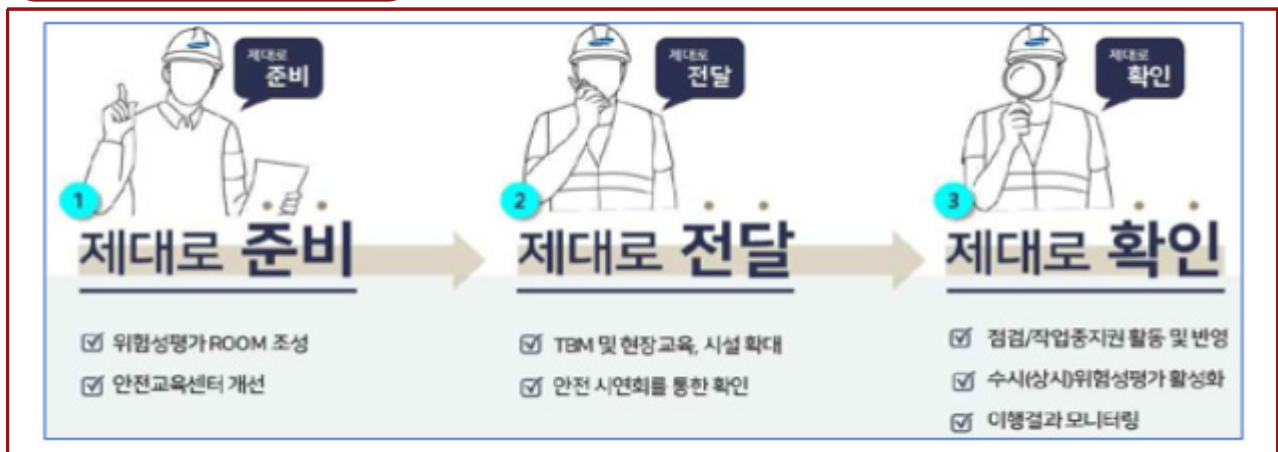 제대로
준비
제대로
전달
제대로
확인
1
제대로 준비
2
제대로 전달
3
제대로 확인
위험성평가 ROOM 조성
안전교육센터 개선
TBM 및 현장교육, 시설 확대
안전 시연회를 통한 확인
점검/작업중지권 활동 및 반영
수시(상시)위험성평가 활성화
이행결과 모니터링